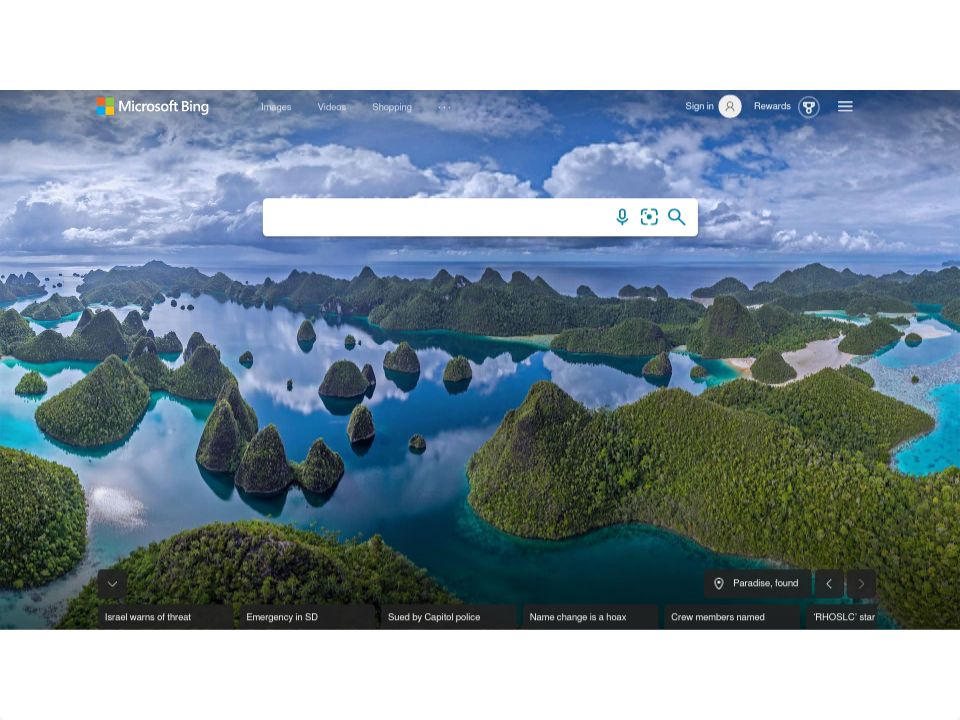 Microsoft Bing
Images
Videos
Shopping
...
Sign in
Rewards
Paradise, found
Israel warns of threat
Emergency in SD
Sued by Capitol police
Name change is a hoax
Crew members named
'RHOSLC' star